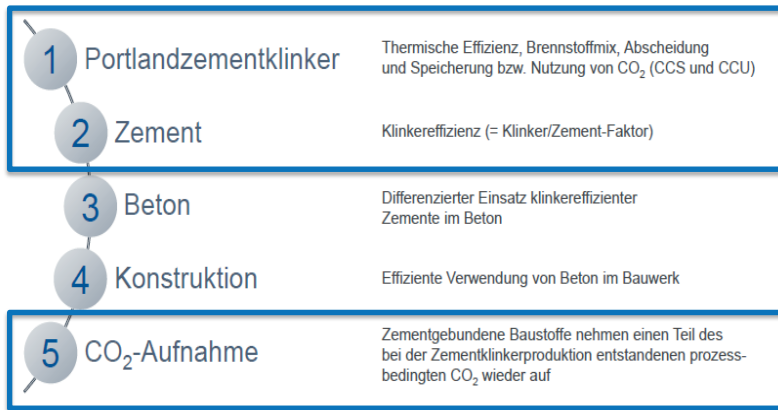 1 Portlandzementklinker
Thermische Effizienz, Brennstoffmix, Abscheidung
und Speicherung bzw. Nutzung von CO₂ (CCS und CCU)
2 Zement
Klinkereffizienz (= Klinker/Zement-Faktor)
3 Beton
Differenzierter Einsatz klinkereffizienter
Zemente im Beton
4 Konstruktion
Effiziente Verwendung von Beton im Bauwerk
5 CO₂-Aufnahme
Zementgebundene Baustoffe nehmen einen Teil des
bei der Zementklinkerproduktion entstandenen prozess-
bedingten CO₂ wieder auf